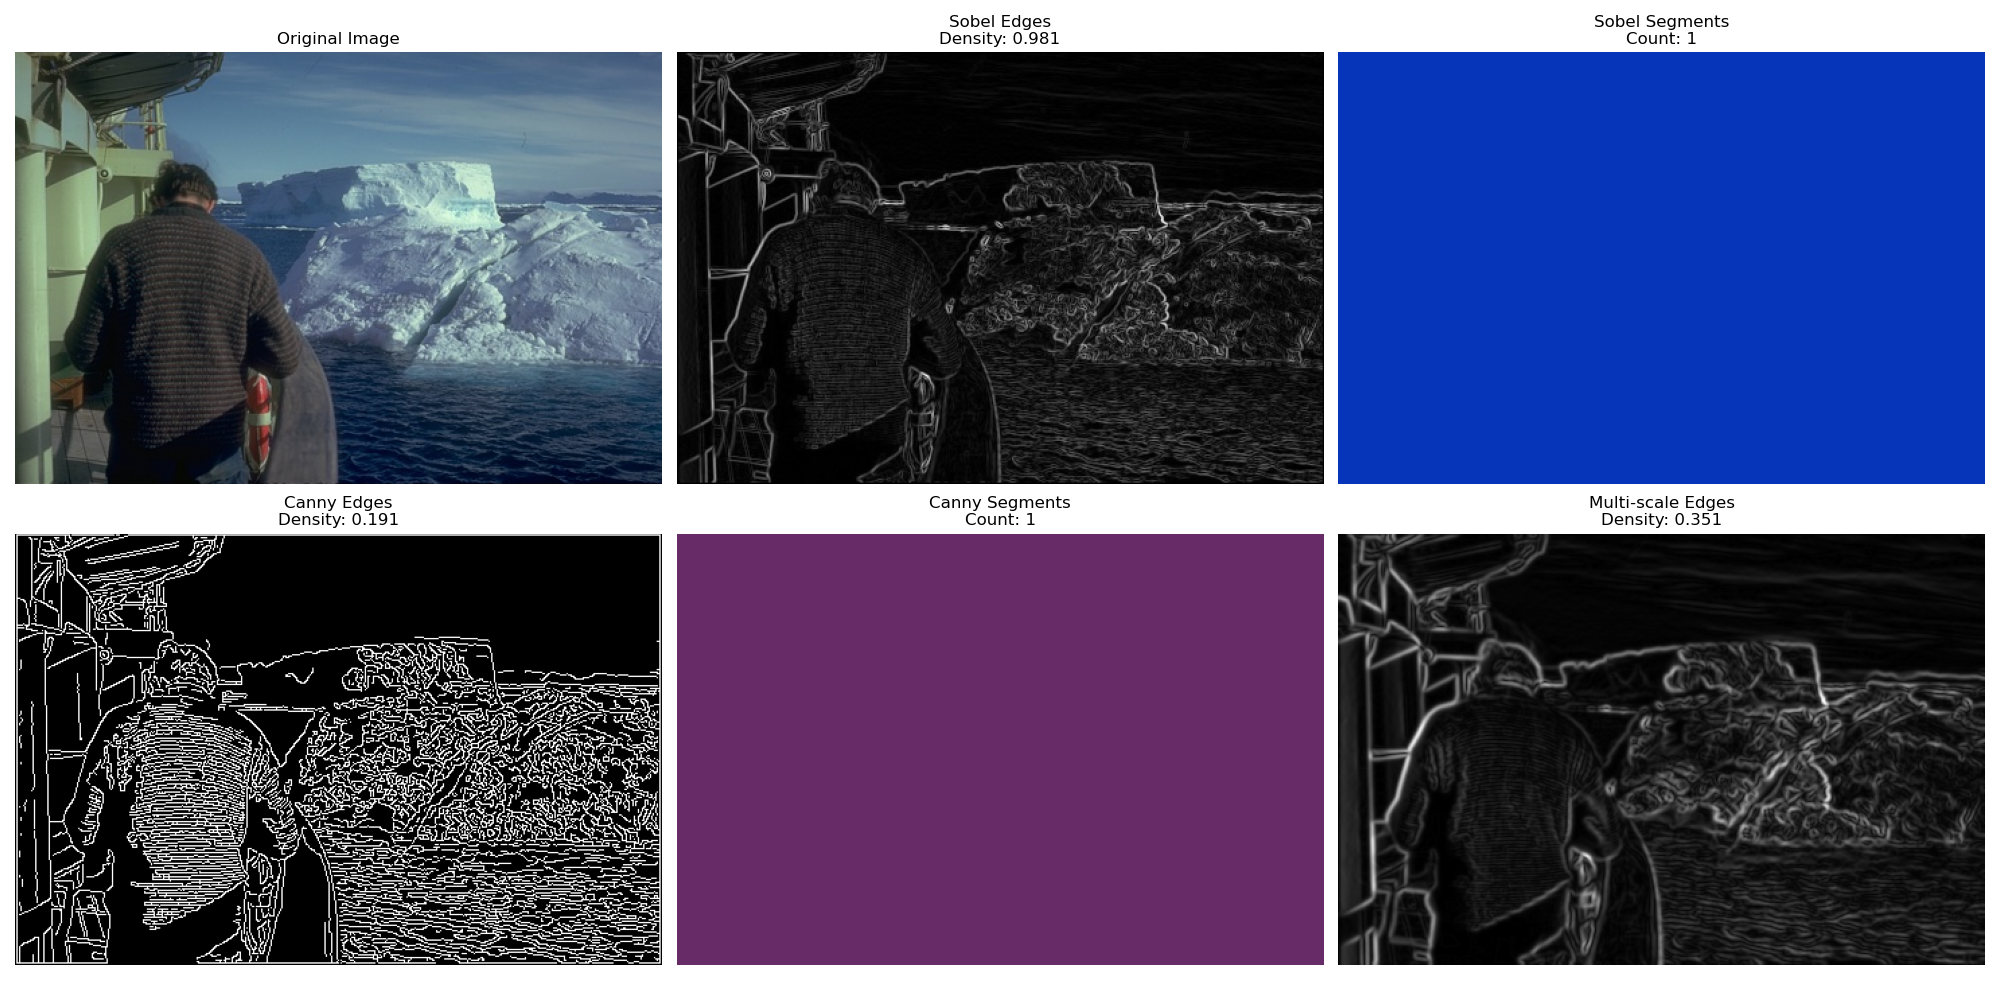 Original Image
Sobel Edges
Density: 0.981
Sobel Segments
Count: 1
Canny Edges
Density: 0.191
Canny Segments
Count: 1
Multi-scale Edges
Density: 0.351